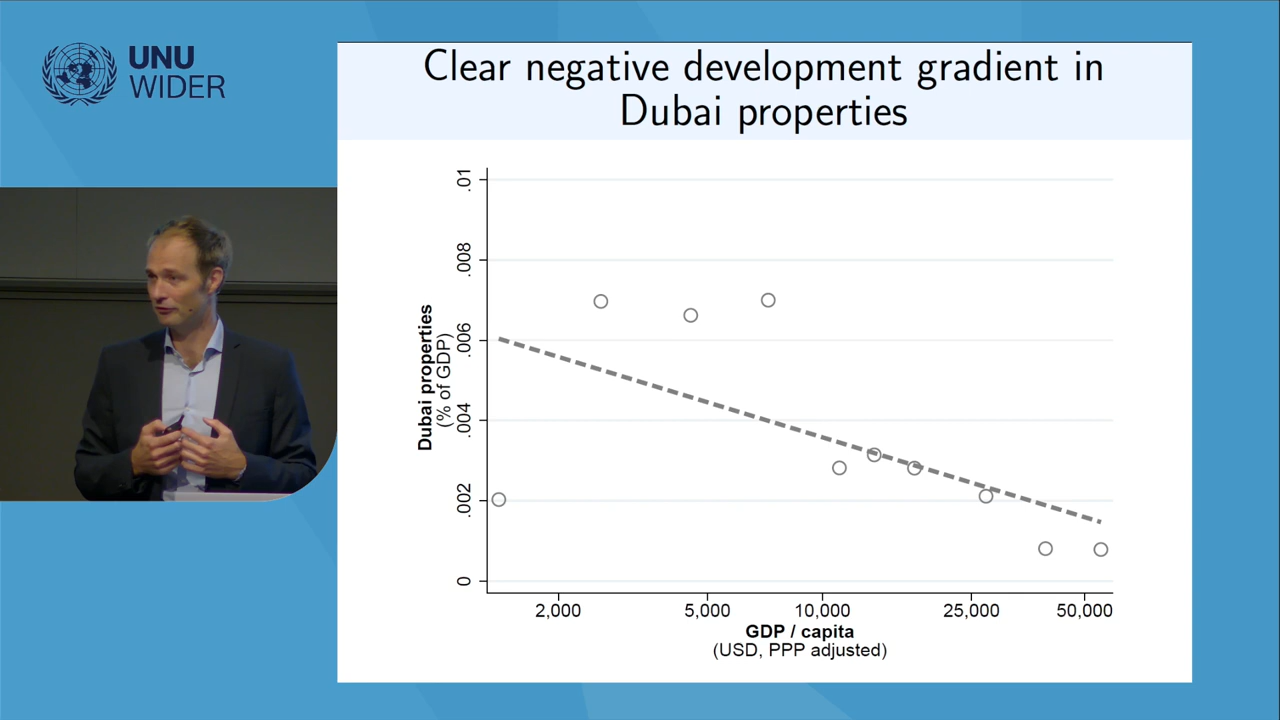 UNU
WIDER
Clear negative development gradient in
Dubai properties
Dubai properties
(% of GDP)
.01
.008
.006
.004
.002
0
2,000
5,000
10,000
25,000
50,000
GDP / capita
(USD, PPP adjusted)